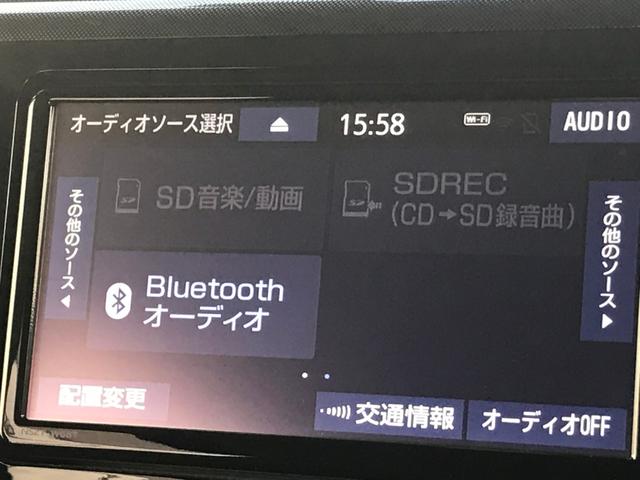 オーディオソース選択
15:58
Wi-Fi
AUDIO
その他のソース
SD音楽/動画
SDREC
(CD→SD録音曲)
その他のソース
Bluetooth
オーディオ
配置変更
交通情報
オーディオOFF